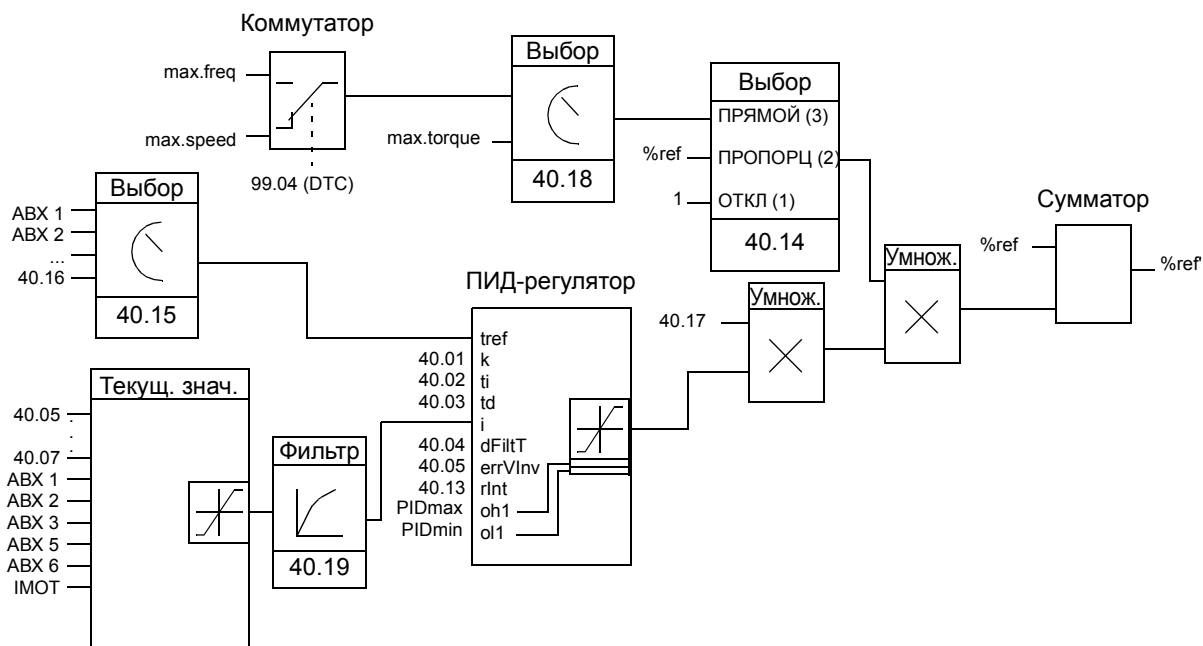 Коммутатор
max.freq
max.speed
99.04 (DTC)
Выбор
max.torque
40.18
Выбор
ПРЯМОЙ (3)
%ref
ПРОПОРЦ (2)
1
ОТКЛ (1)
40.14
Сумматор
%ref
%ref'
Умнож.
Умнож.
40.17
Выбор
АВХ 1
АВХ 2
...
40.16
40.15
ПИД-регулятор
tref
40.01
k
40.02
ti
40.03
td
i
40.04
dFiltT
40.05
errVInv
40.13
rInt
PIDmax
oh1
PIDmin
ol1
Текущ. знач.
40.05
.
.
40.07
АВХ 1
АВХ 2
АВХ 3
АВХ 5
АВХ 6
IMOT
Фильтр
40.19